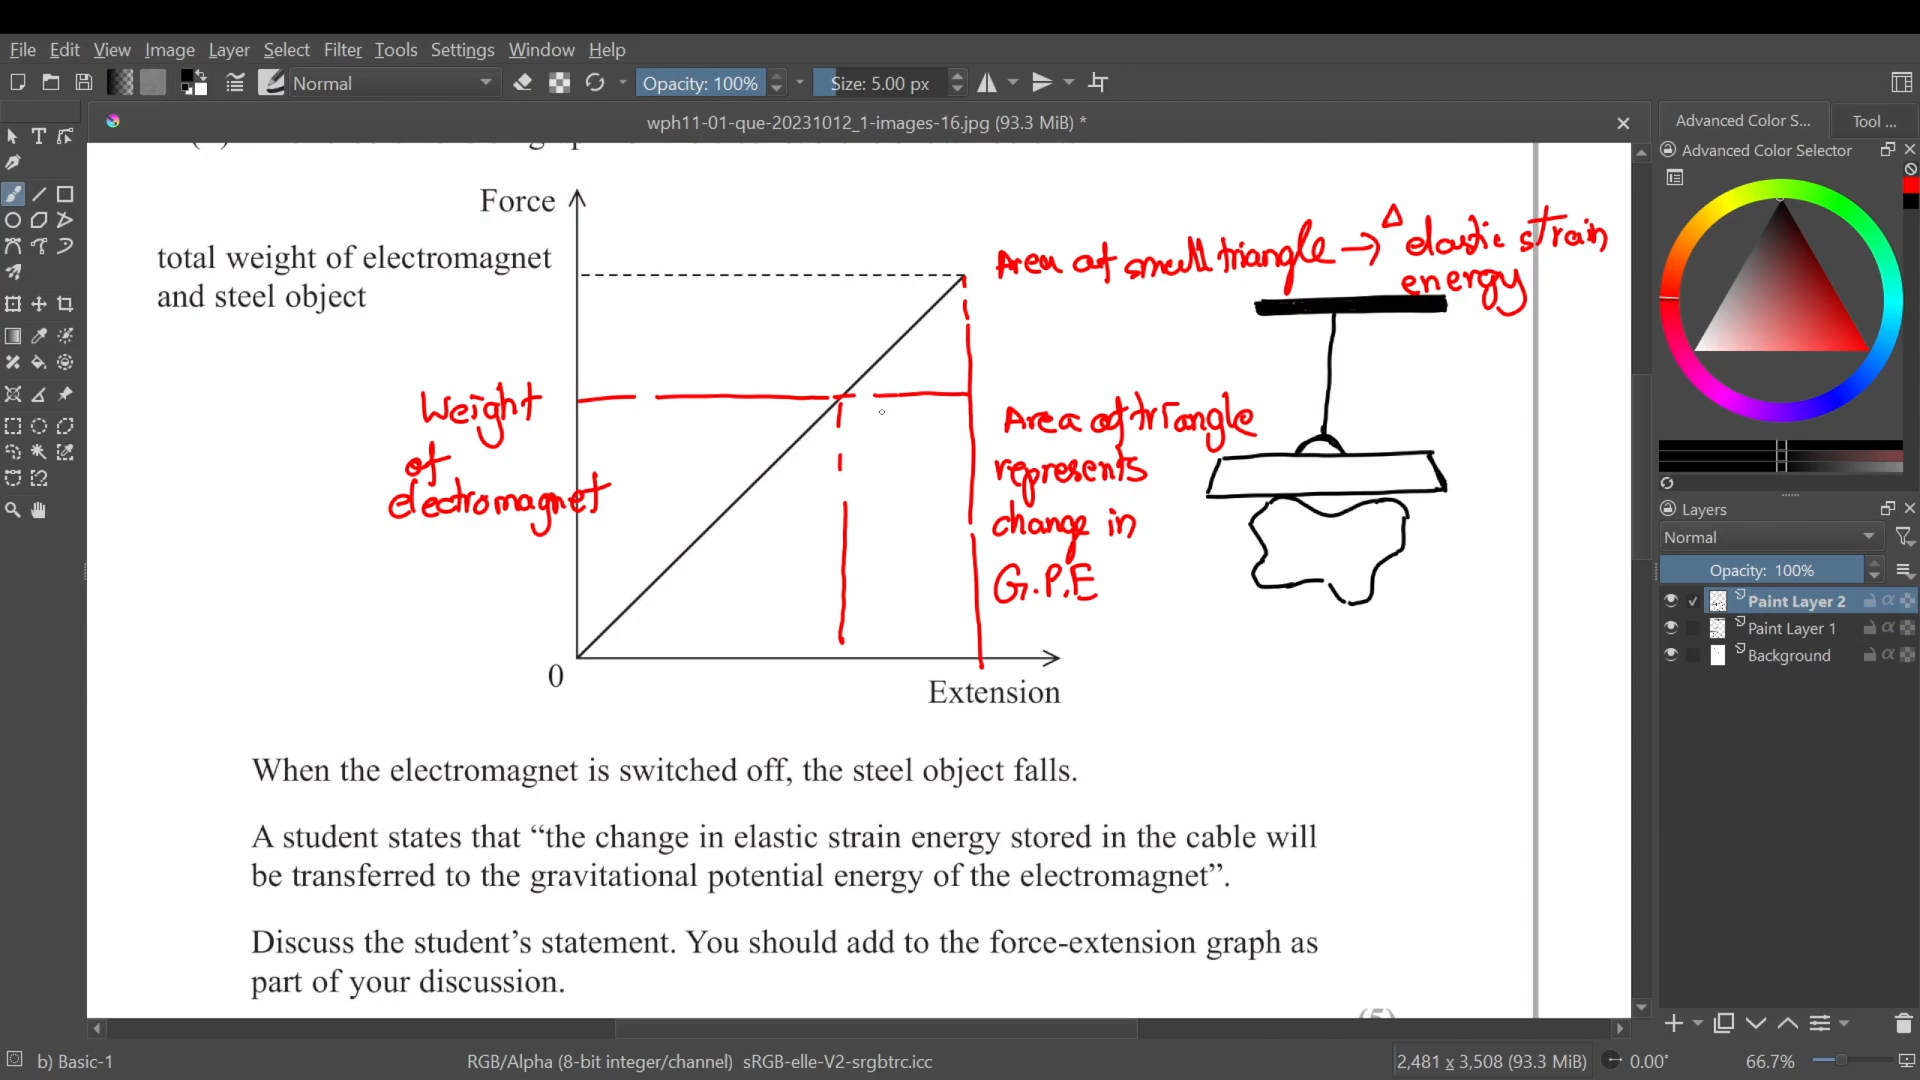 File Edit View Image Layer Select Filter Tools Settings Window Help
Normal Opacity: 100% Size: 5.00 px
wph11-01-que-20231012_1-images-16.jpg (93.3 MiB) *
Advanced Color S... Tool ...
Advanced Color Selector
Force
total weight of electromagnet
and steel object
Area of small triangle → Δ elastic strain
energy
Weight
of
electromagnet
Area of triangle
represents
change in
G.P.E
0
Extension
When the electromagnet is switched off, the steel object falls.
A student states that “the change in elastic strain energy stored in the cable will
be transferred to the gravitational potential energy of the electromagnet”.
Discuss the student’s statement. You should add to the force-extension graph as
part of your discussion.
Layers
Normal
Opacity: 100%
Paint Layer 2
Paint Layer 1
Background
b) Basic-1
RGB/Alpha (8-bit integer/channel) sRGB-elle-V2-srgbtrc.icc
2,481 x 3,508 (93.3 MiB)
0.00°
66.7%